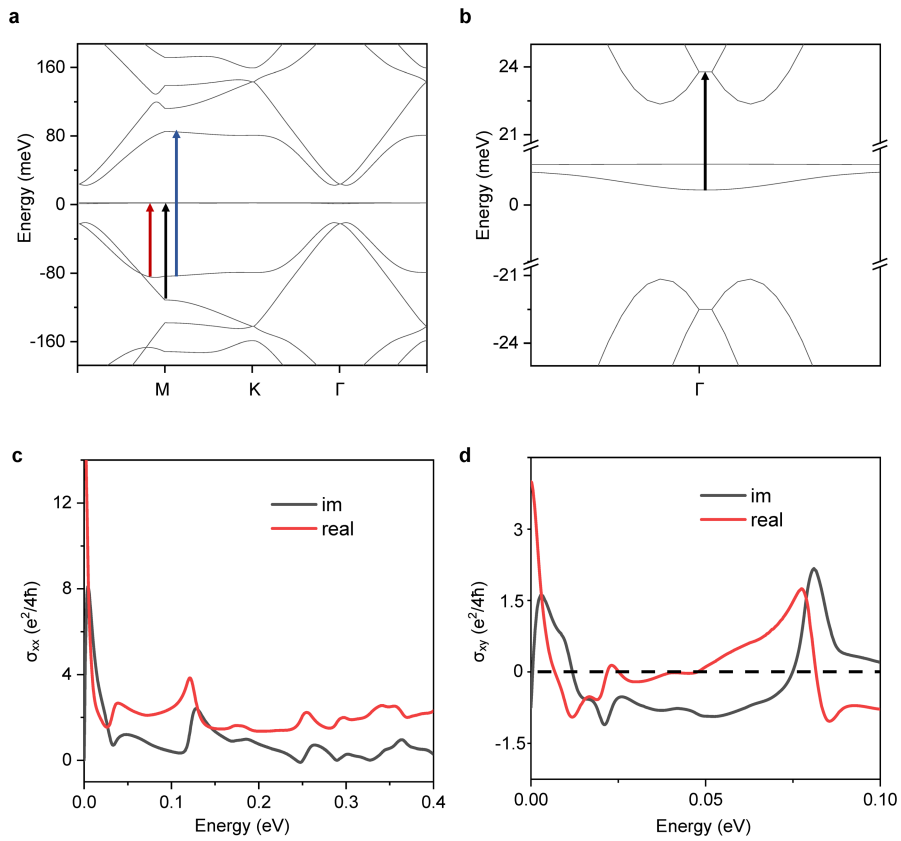 a
Energy (meV)
160
80
0
-80
-160
M
K
Γ
b
Energy (meV)
24
21
0
-21
-24
Γ
c
σxx (e²/4ħ)
12
8
4
0
im
real
0.0
0.1
0.2
0.3
0.4
Energy (eV)
d
σxy (e²/4ħ)
3
1.5
0
-1.5
im
real
0.00
0.05
0.10
Energy (eV)